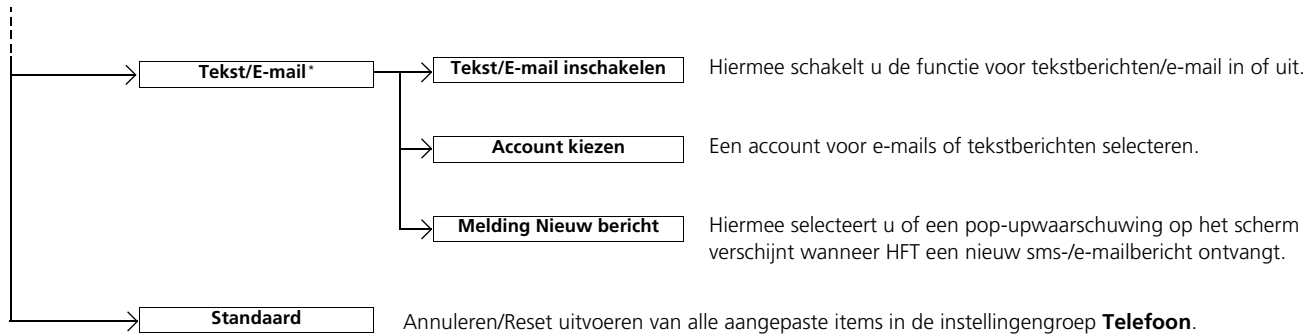 Tekst/E-mail*
Tekst/E-mail inschakelen
Hiermee schakelt u de functie voor tekstberichten/e-mail in of uit.
Account kiezen
Een account voor e-mails of tekstberichten selecteren.
Melding Nieuw bericht
Hiermee selecteert u of een pop-upwaarschuwing op het scherm
verschijnt wanneer HFT een nieuw sms-/e-mailbericht ontvangt.
Standaard
Annuleren/Reset uitvoeren van alle aangepaste items in de instellingengroep Telefoon.